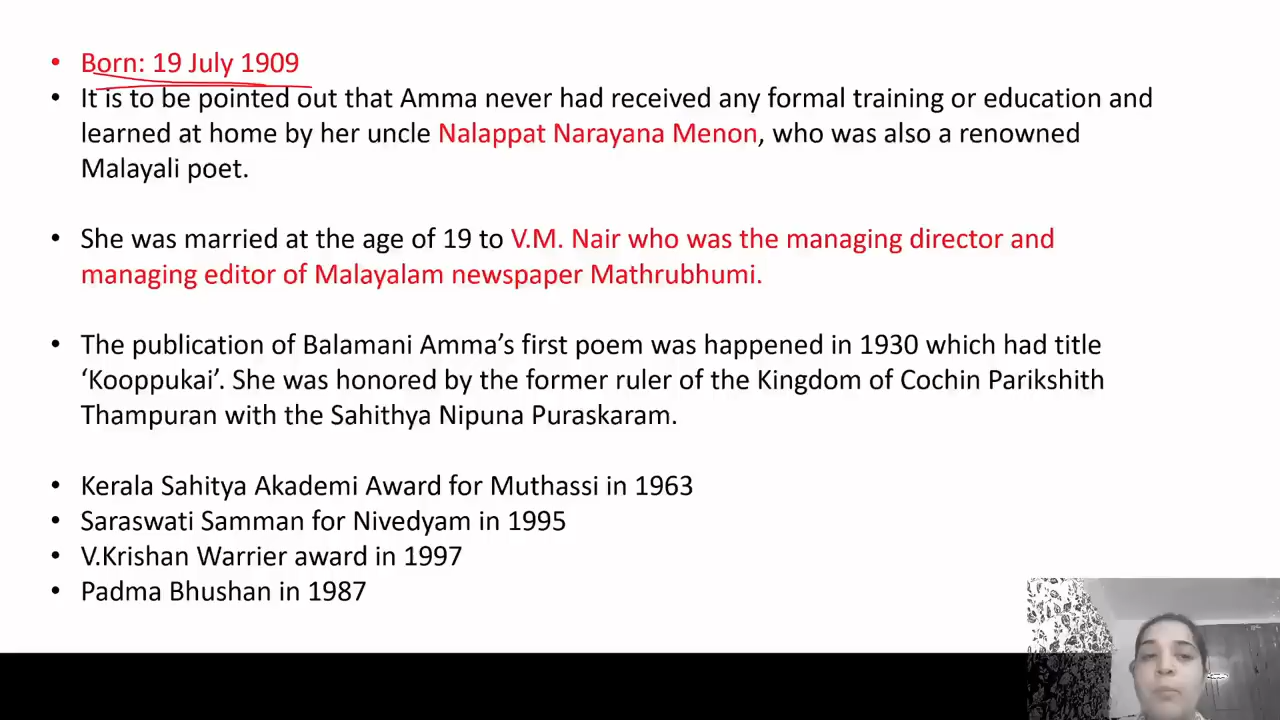 • Born: 19 July 1909
• It is to be pointed out that Amma never had received any formal training or education and
learned at home by her uncle Nalappat Narayana Menon, who was also a renowned
Malayali poet.
• She was married at the age of 19 to V.M. Nair who was the managing director and
managing editor of Malayalam newspaper Mathrubhumi.
• The publication of Balamani Amma’s first poem was happened in 1930 which had title
‘Kooppukai’. She was honored by the former ruler of the Kingdom of Cochin Parikshith
Thampuran with the Sahithya Nipuna Puraskaram.
• Kerala Sahitya Akademi Award for Muthassi in 1963
• Saraswati Samman for Nivedyam in 1995
• V.Krishan Warrier award in 1997
• Padma Bhushan in 1987